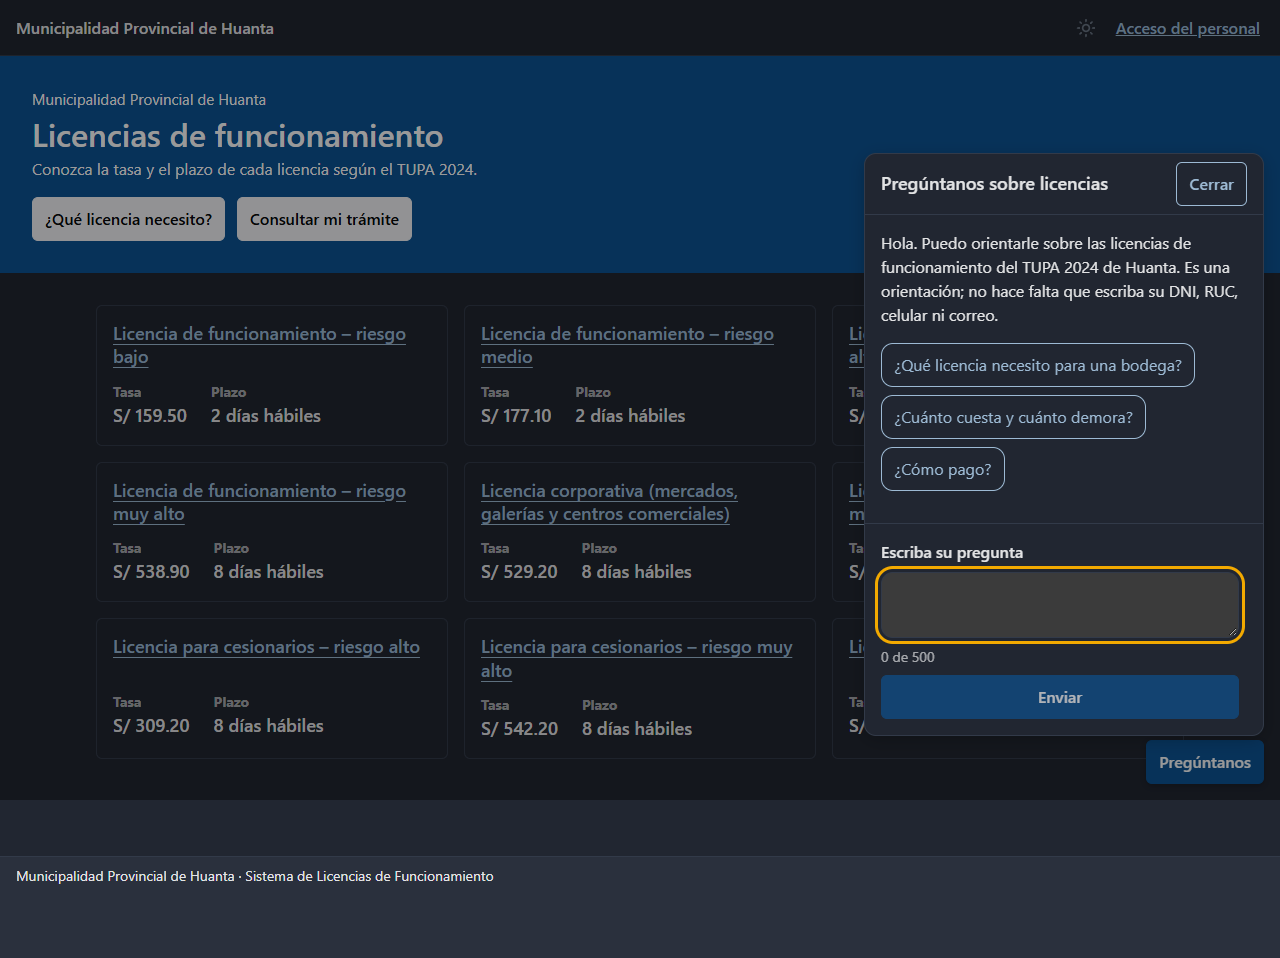 Municipalidad Provincial de Huanta
Acceso del personal
Municipalidad Provincial de Huanta
Licencias de funcionamiento
Conozca la tasa y el plazo de cada licencia según el TUPA 2024.
¿Qué licencia necesito?
Consultar mi trámite
Licencia de funcionamiento – riesgo
bajo
Tasa
Plazo
S/ 159.50
2 días hábiles
Licencia de funcionamiento – riesgo
medio
Tasa
Plazo
S/ 177.10
2 días hábiles
Licencia de funcionamiento – riesgo
muy alto
Tasa
Plazo
S/ 538.90
8 días hábiles
Licencia corporativa (mercados,
galerías y centros comerciales)
Tasa
Plazo
S/ 529.20
8 días hábiles
Licencia para cesionarios – riesgo alto
Tasa
Plazo
S/ 309.20
8 días hábiles
Licencia para cesionarios – riesgo muy
alto
Tasa
Plazo
S/ 542.20
8 días hábiles
Pregúntanos sobre licencias
Cerrar
Hola. Puedo orientarle sobre las licencias de
funcionamiento del TUPA 2024 de Huanta. Es una
orientación; no hace falta que escriba su DNI, RUC,
celular ni correo.
¿Qué licencia necesito para una bodega?
¿Cuánto cuesta y cuánto demora?
¿Cómo pago?
Escriba su pregunta
0 de 500
Enviar
Pregúntanos
Municipalidad Provincial de Huanta · Sistema de Licencias de Funcionamiento